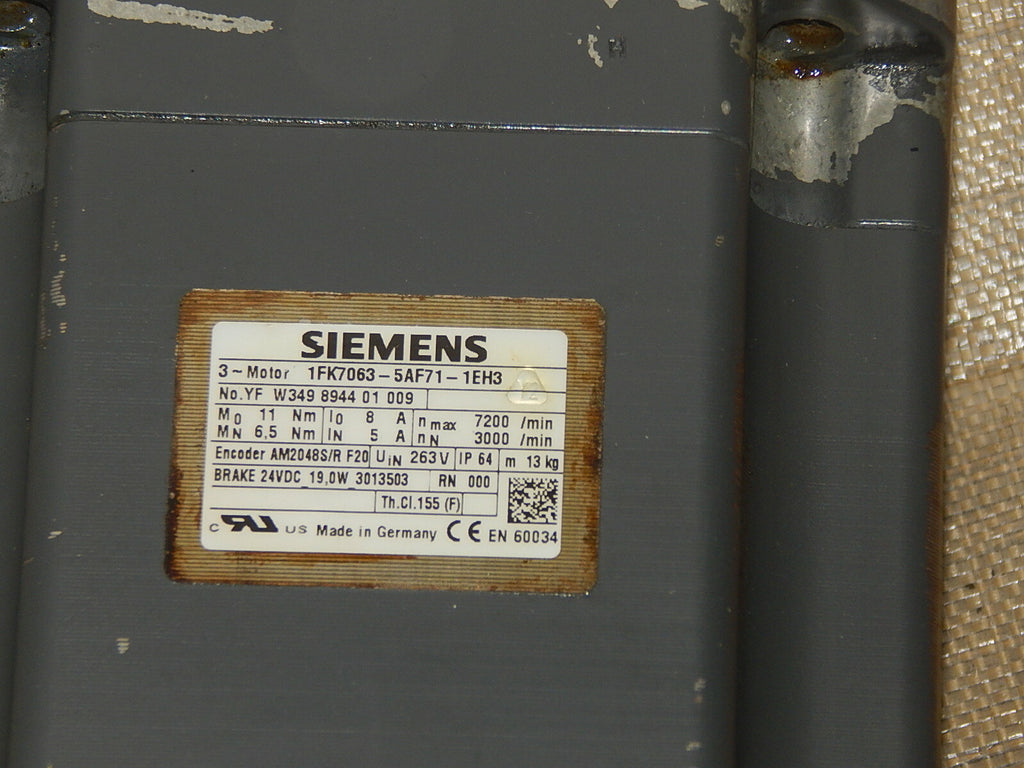 SIEMENS
3~Motor 1FK7063-5AF71-1EH3
No.YF W349 8944 01 009
M0 11 Nm I0 8 A nmax 7200 /min
MN 6,5 Nm IN 5 A nN 3000 /min
Encoder AM2048S/R F20 UIN 263V IP 64 m 13 kg
BRAKE 24VDC 19,0W 3013503 RN 000
Th.Cl.155 (F)
c RU US Made in Germany CE EN 60034